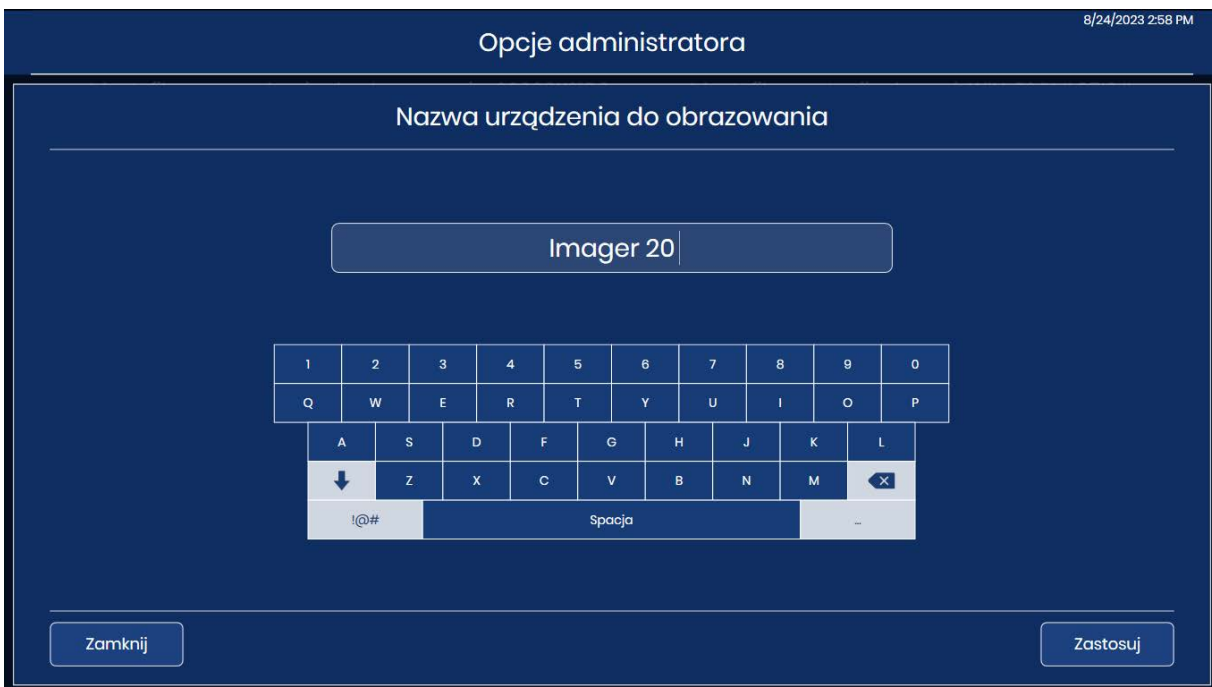 8/24/2023 2:58 PM
Opcje administratora
Nazwa urządzenia do obrazowania
Imager 20
1 2 3 4 5 6 7 8 9 0
Q W E R T Y U I O P
A S D F G H J K L
Z X C V B N M
!@# Spacja ...
Zamknij Zastosuj